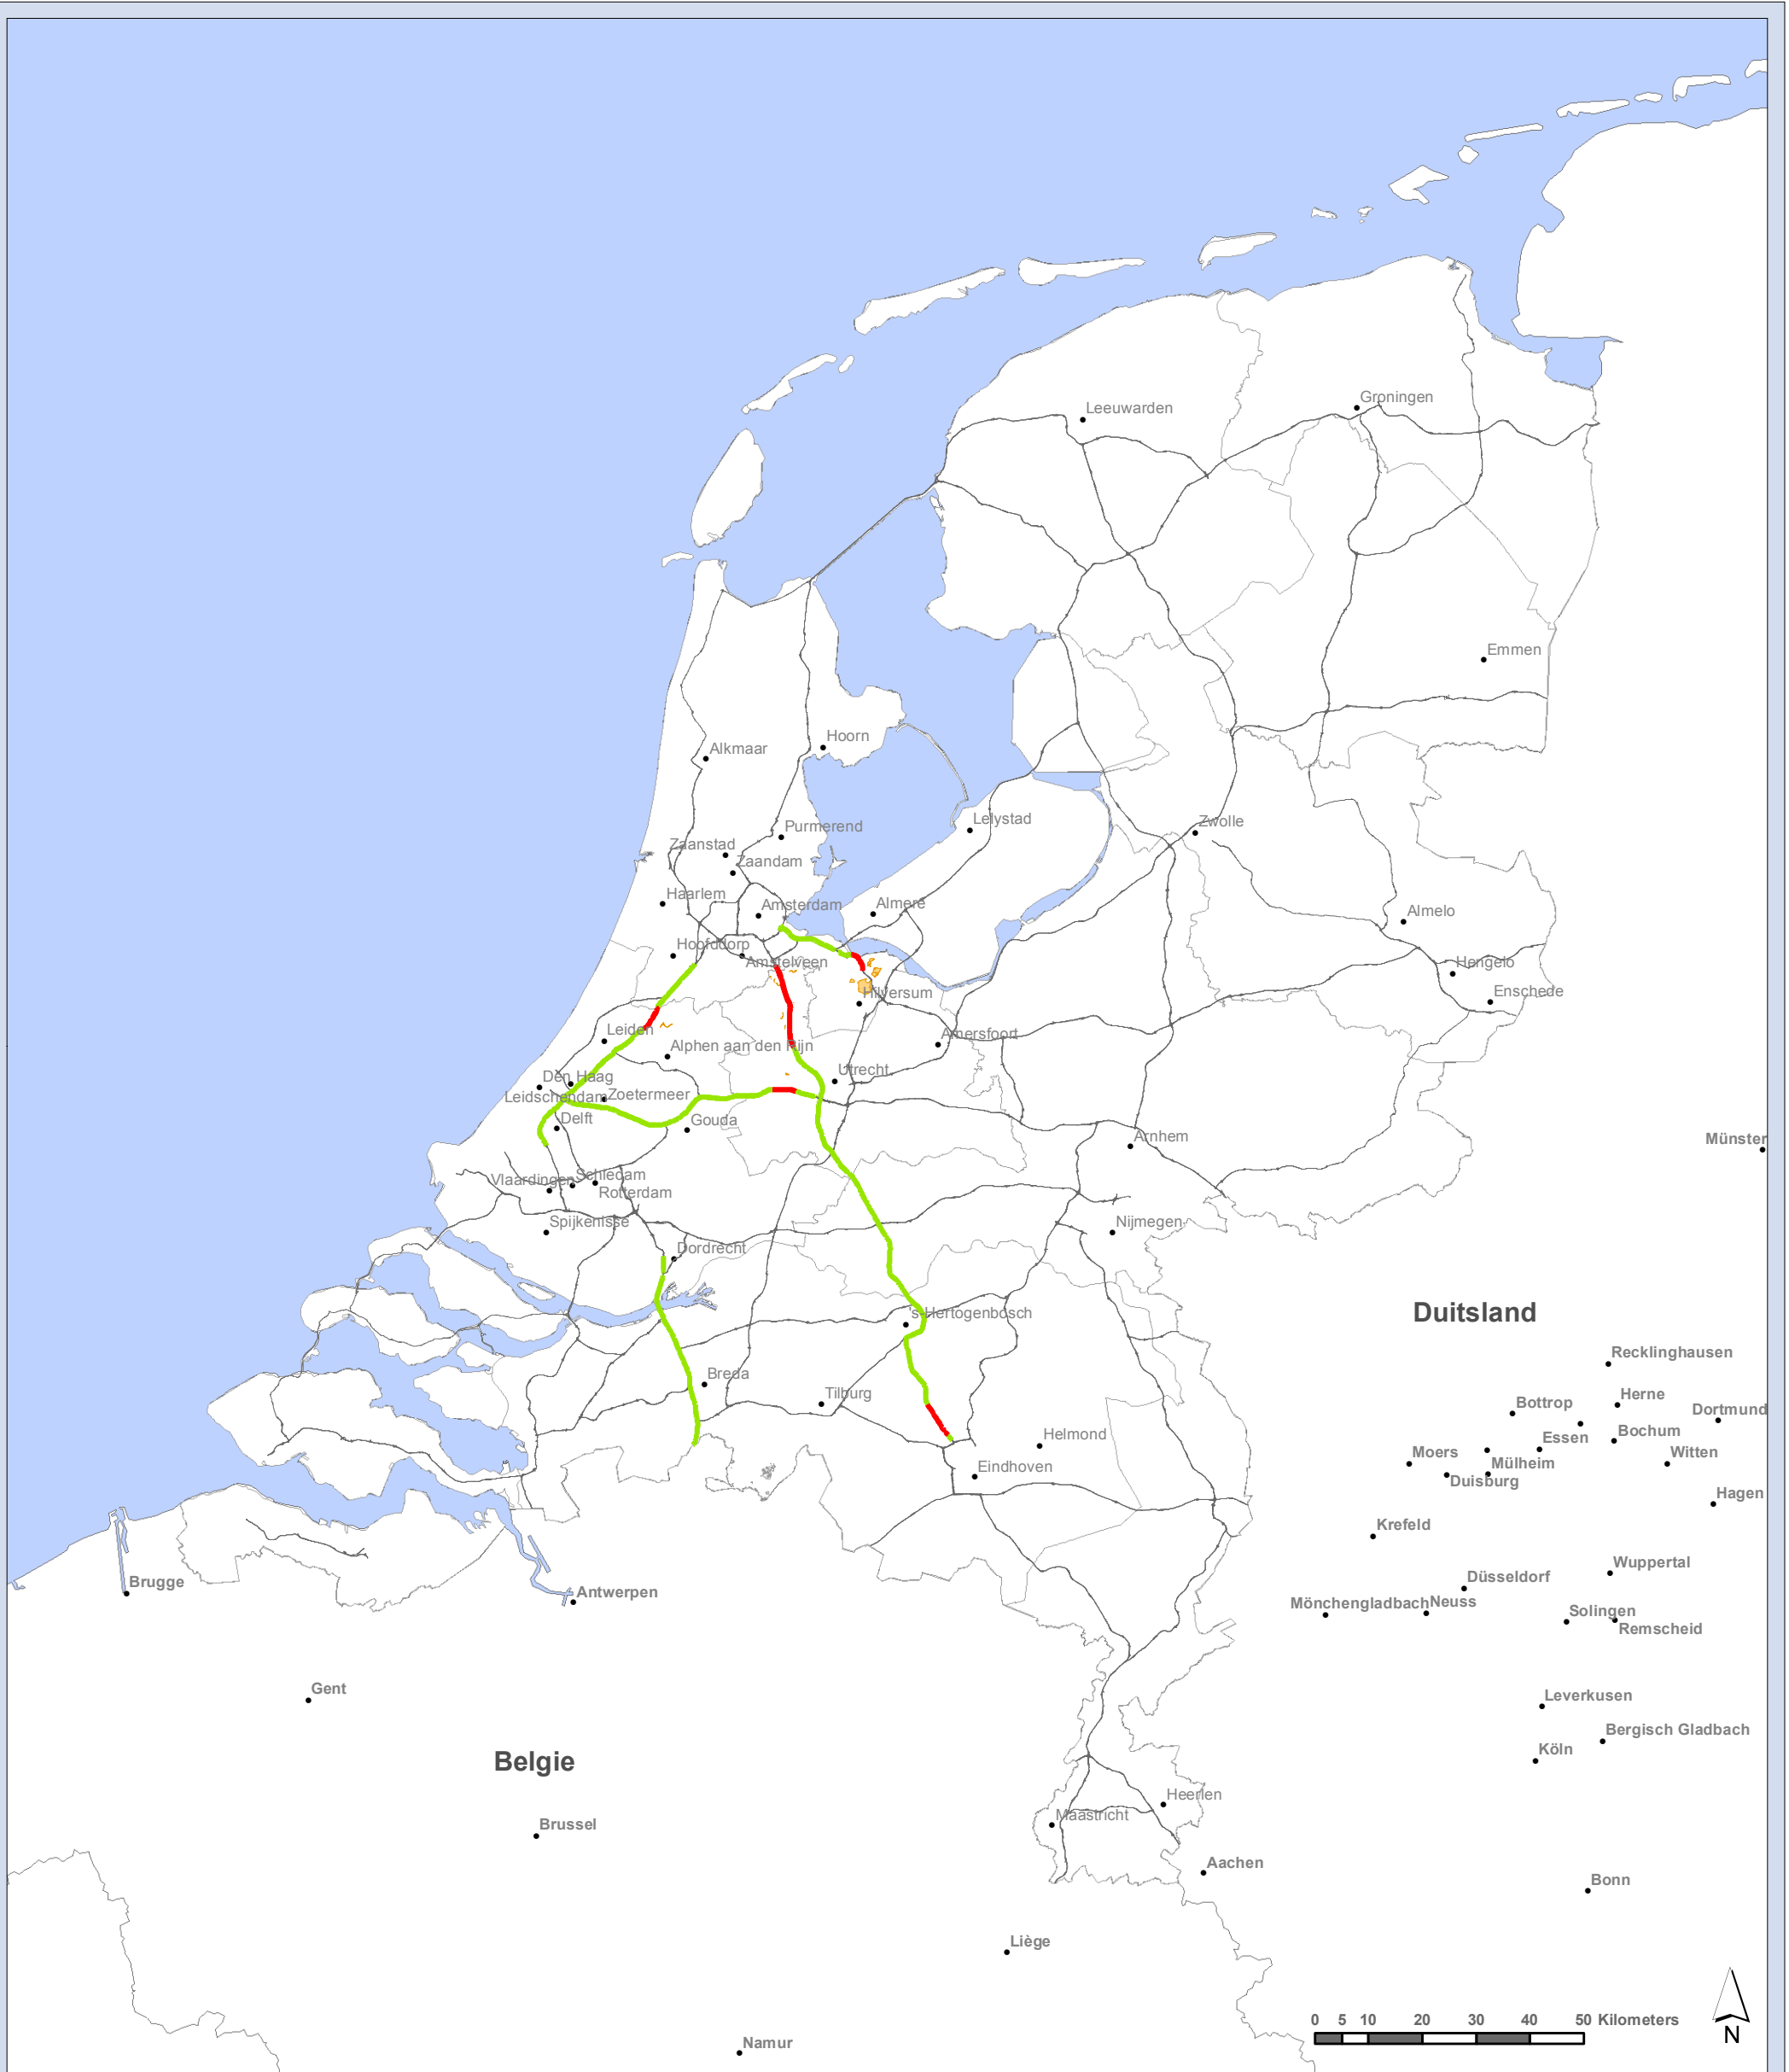 Groningen
Leeuwarden
Emmen
Hoorn
Alkmaar
Lelystad
Zwolle
Purmerend
Zaanstad
Zaandam
Haarlem
Almere
Amsterdam
Almelo
Hoofddorp
Amstelveen
Hengelo
Hilversum
Enschede
Leiden
Amersfoort
Alphen aan den Rijn
Utrecht
Den Haag
Zoetermeer
Leidschendam
Delft
Gouda
Arnhem
Münster
Schiedam
Vlaardingen
Rotterdam
Spijkenisse
Nijmegen
Dordrecht
's-Hertogenbosch
Duitsland
Recklinghausen
Breda
Tilburg
Herne
Bottrop
Dortmund
Bochum
Essen
Helmond
Moers
Mülheim
Witten
Eindhoven
Duisburg
Hagen
Krefeld
Wuppertal
Düsseldorf
Brugge
Antwerpen
Mönchengladbach
Neuss
Solingen
Remscheid
Gent
Leverkusen
Bergisch Gladbach
Köln
Belgie
Heerlen
Maastricht
Brussel
Aachen
Bonn
Liège
0 5 10 20 30 40 50 Kilometers
N
Namur